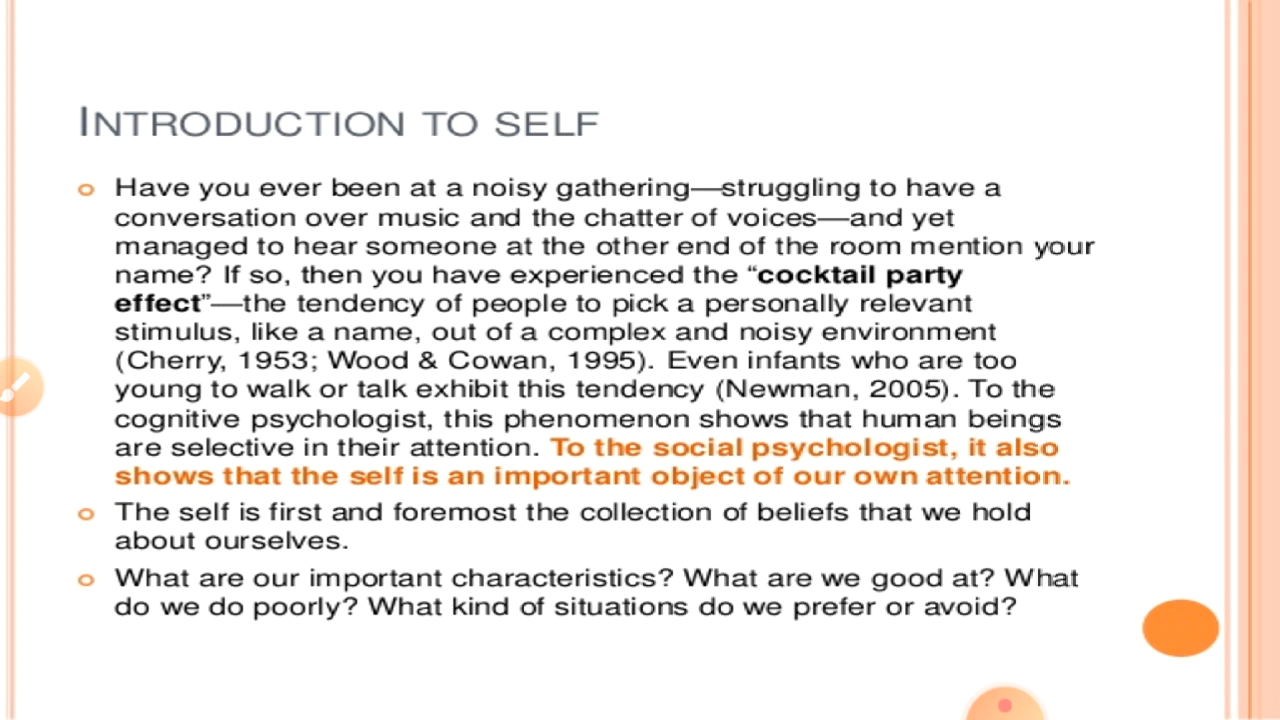 INTRODUCTION TO SELF
Have you ever been at a noisy gathering—struggling to have a
conversation over music and the chatter of voices—and yet
managed to hear someone at the other end of the room mention your
name? If so, then you have experienced the “cocktail party
effect”—the tendency of people to pick a personally relevant
stimulus, like a name, out of a complex and noisy environment
(Cherry, 1953; Wood & Cowan, 1995). Even infants who are too
young to walk or talk exhibit this tendency (Newman, 2005). To the
cognitive psychologist, this phenomenon shows that human beings
are selective in their attention. To the social psychologist, it also
shows that the self is an important object of our own attention.
The self is first and foremost the collection of beliefs that we hold
about ourselves.
What are our important characteristics? What are we good at? What
do we do poorly? What kind of situations do we prefer or avoid?